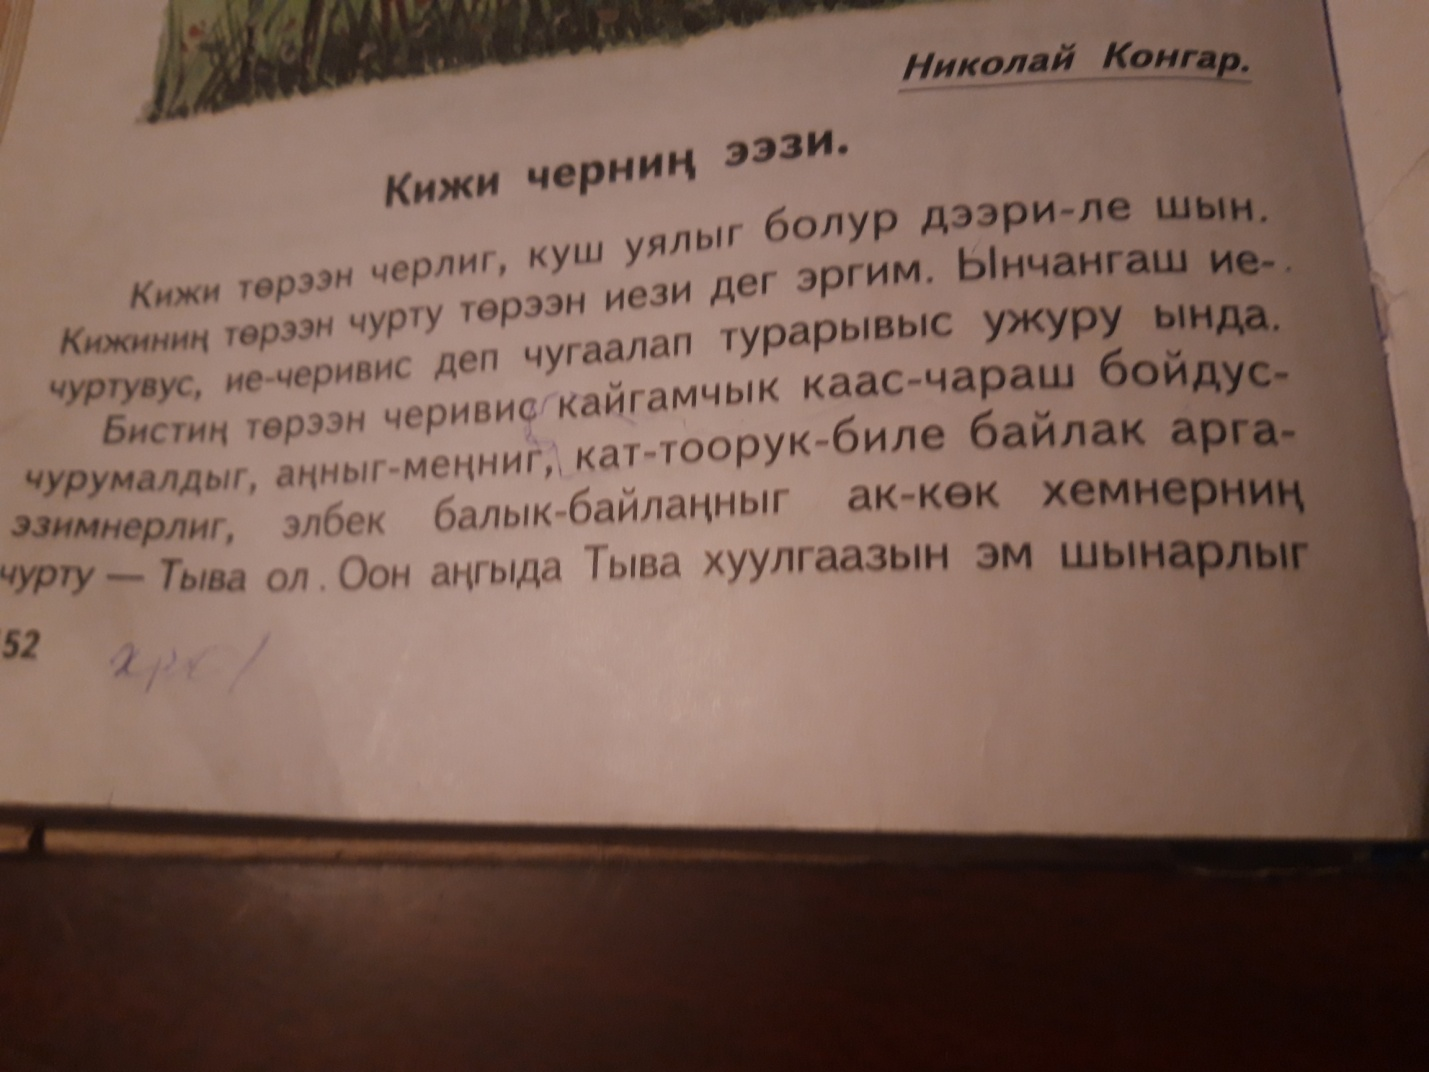 Николай Конгар.
Кижи черниң ээзи.
Кижи төрээн черлиг, куш уялыг болур дээри-ле шын.
Кижиниң төрээн чурту төрээн иези дег эргим. Ынчангаш ие-
чуртувус, ие-черивис деп чугаалап турарывыс ужуру ында.
Бистиң төрээн черивис кайгамчык каас-чараш бойдус-
чурумалдыг, аңныг-меңниг, кат-тоорук-биле байлак арга-
эзимнерлиг, элбек балык-байлаңныг ак-көк хемнерниң
чурту — Тыва ол. Оон аңгыда Тыва хуулгаазын эм шынарлыг
52